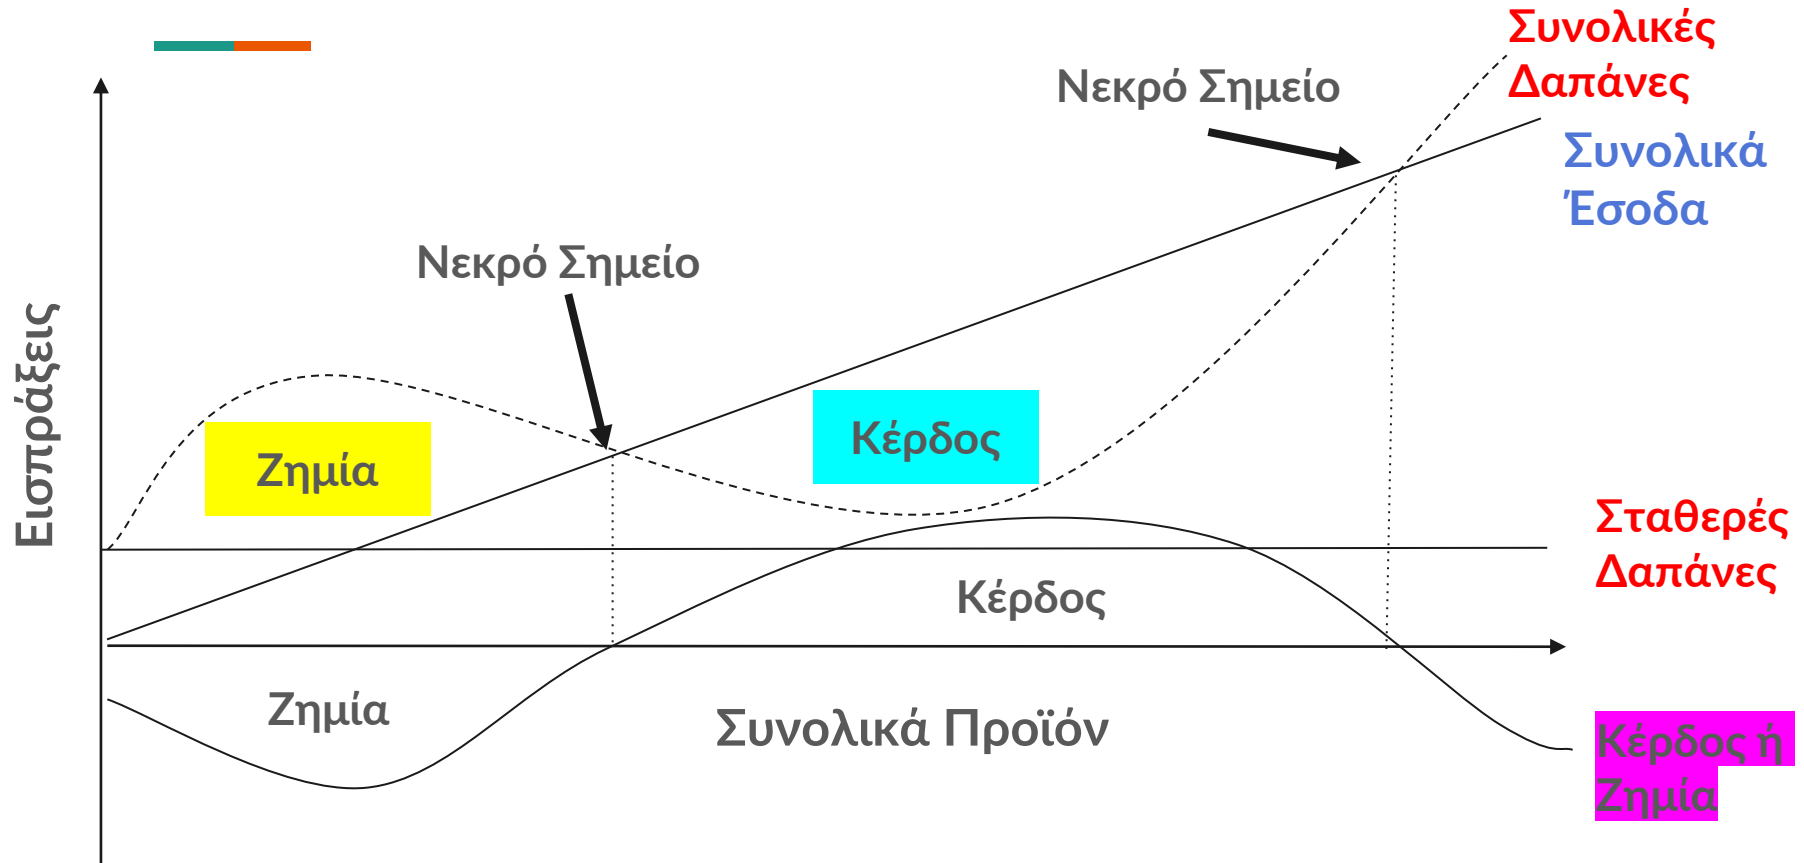 Συνολικές
Δαπάνες
Νεκρό Σημείο
Συνολικά
Έσοδα
Νεκρό Σημείο
Εισπράξεις
Κέρδος
Ζημία
Σταθερές
Δαπάνες
Κέρδος
Ζημία
Συνολικά Προϊόν
Κέρδος ή
Ζημία